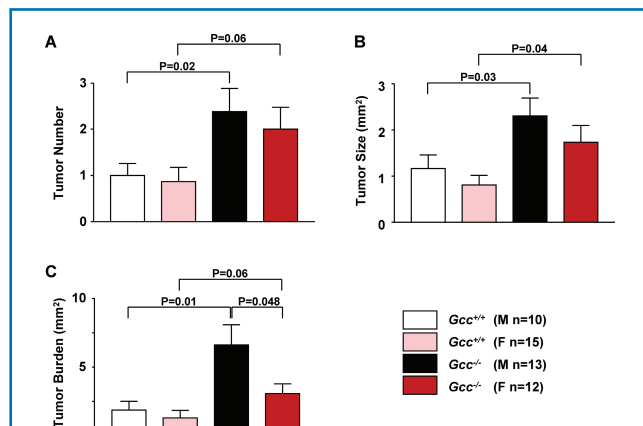 A
P=0.06
P=0.02
Tumor Number
3
2
1
0
B
P=0.04
P=0.03
Tumor Size (mm²)
3
2
1
0
C
P=0.06
P=0.01
P=0.048
Tumor Burden (mm²)
10
5
Gcc+/+ (M n=10)
Gcc+/+ (F n=15)
Gcc-/- (M n=13)
Gcc-/- (F n=12)